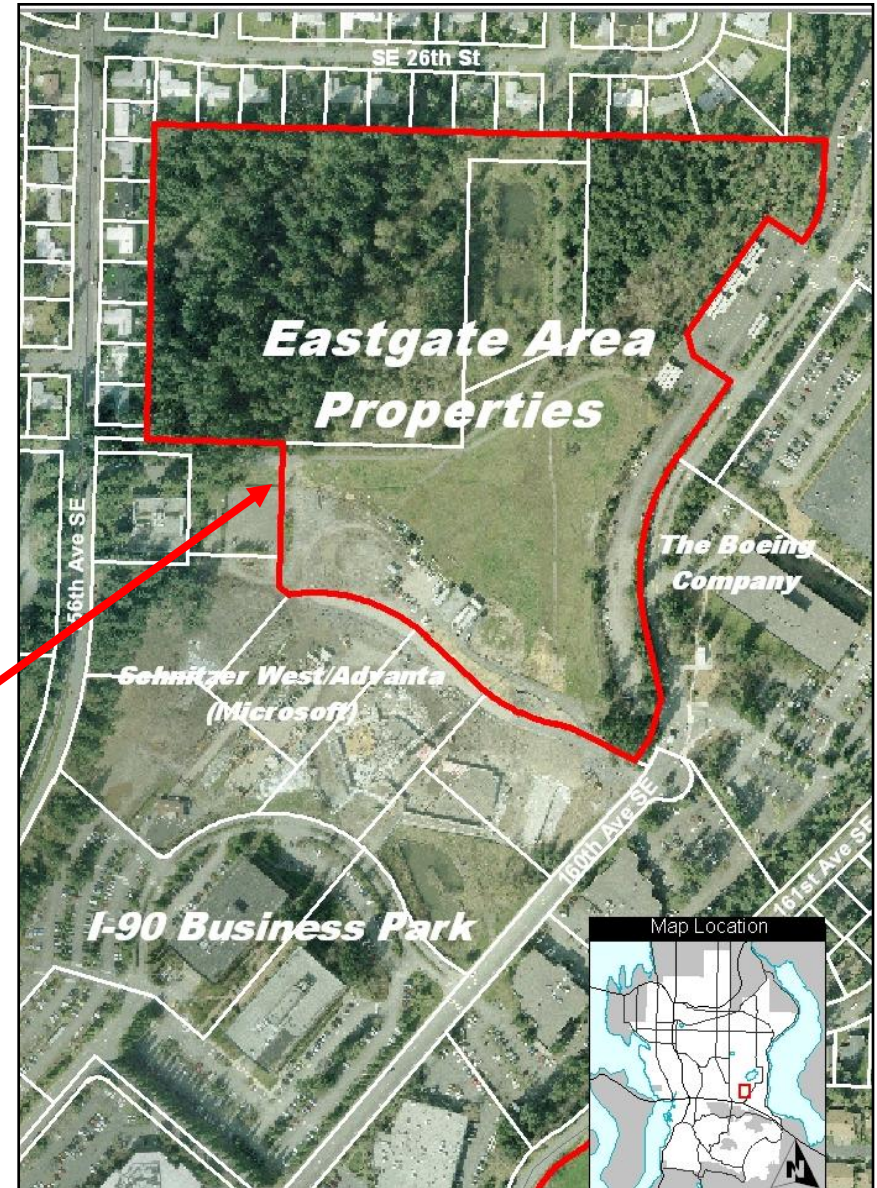 SE 26th St
Eastgate Area
Properties
56th Ave SE
The Boeing
Company
Schnitzer West/Advanta
(Microsoft)
160th Ave SE
161st Ave SE
I-90 Business Park
Map Location
N